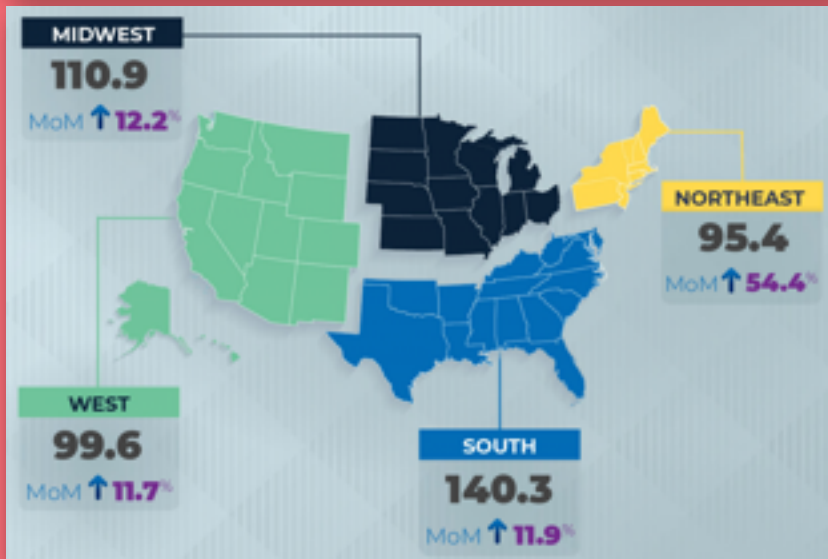 MIDWEST
110.9
MoM ↑ 12.2%
NORTHEAST
95.4
MoM ↑ 54.4%
WEST
99.6
MoM ↑ 11.7%
SOUTH
140.3
MoM ↑ 11.9%